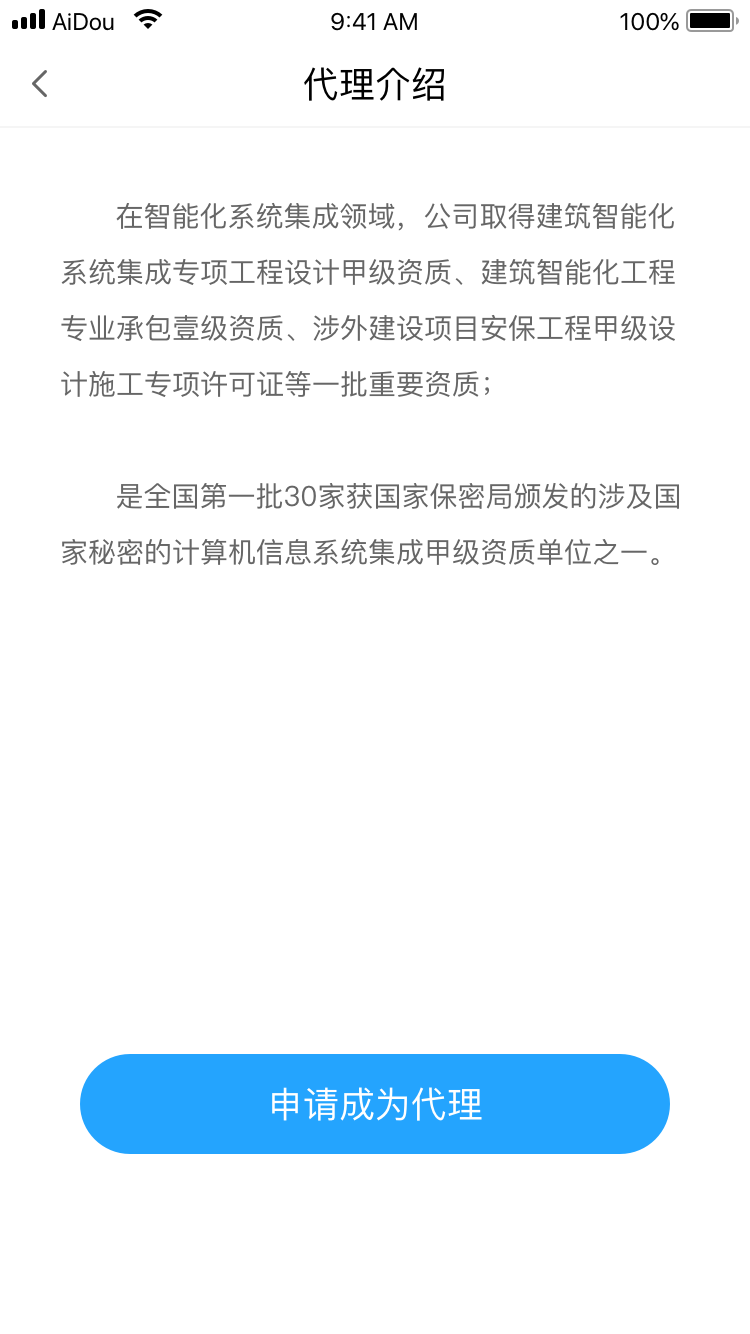 AiDou 9:41 AM 100%
代理介绍
在智能化系统集成领域，公司取得建筑智能化
系统集成专项工程设计甲级资质、建筑智能化工程
专业承包壹级资质、涉外建设项目安保工程甲级设
计施工专项许可证等一批重要资质；
是全国第一批30家获国家保密局颁发的涉及国
家秘密的计算机信息系统集成甲级资质单位之一。
申请成为代理